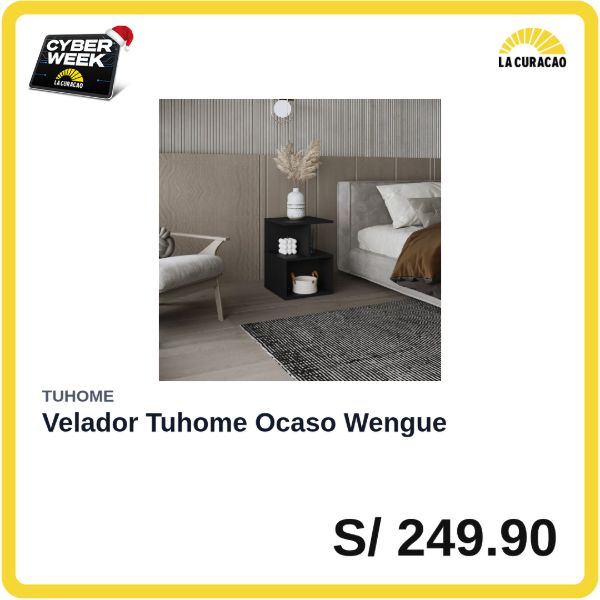 CYBER
WEEK
LA CURACAO
LA CURACAO
TUHOME
Velador Tuhome Ocaso Wengue
S/ 249.90